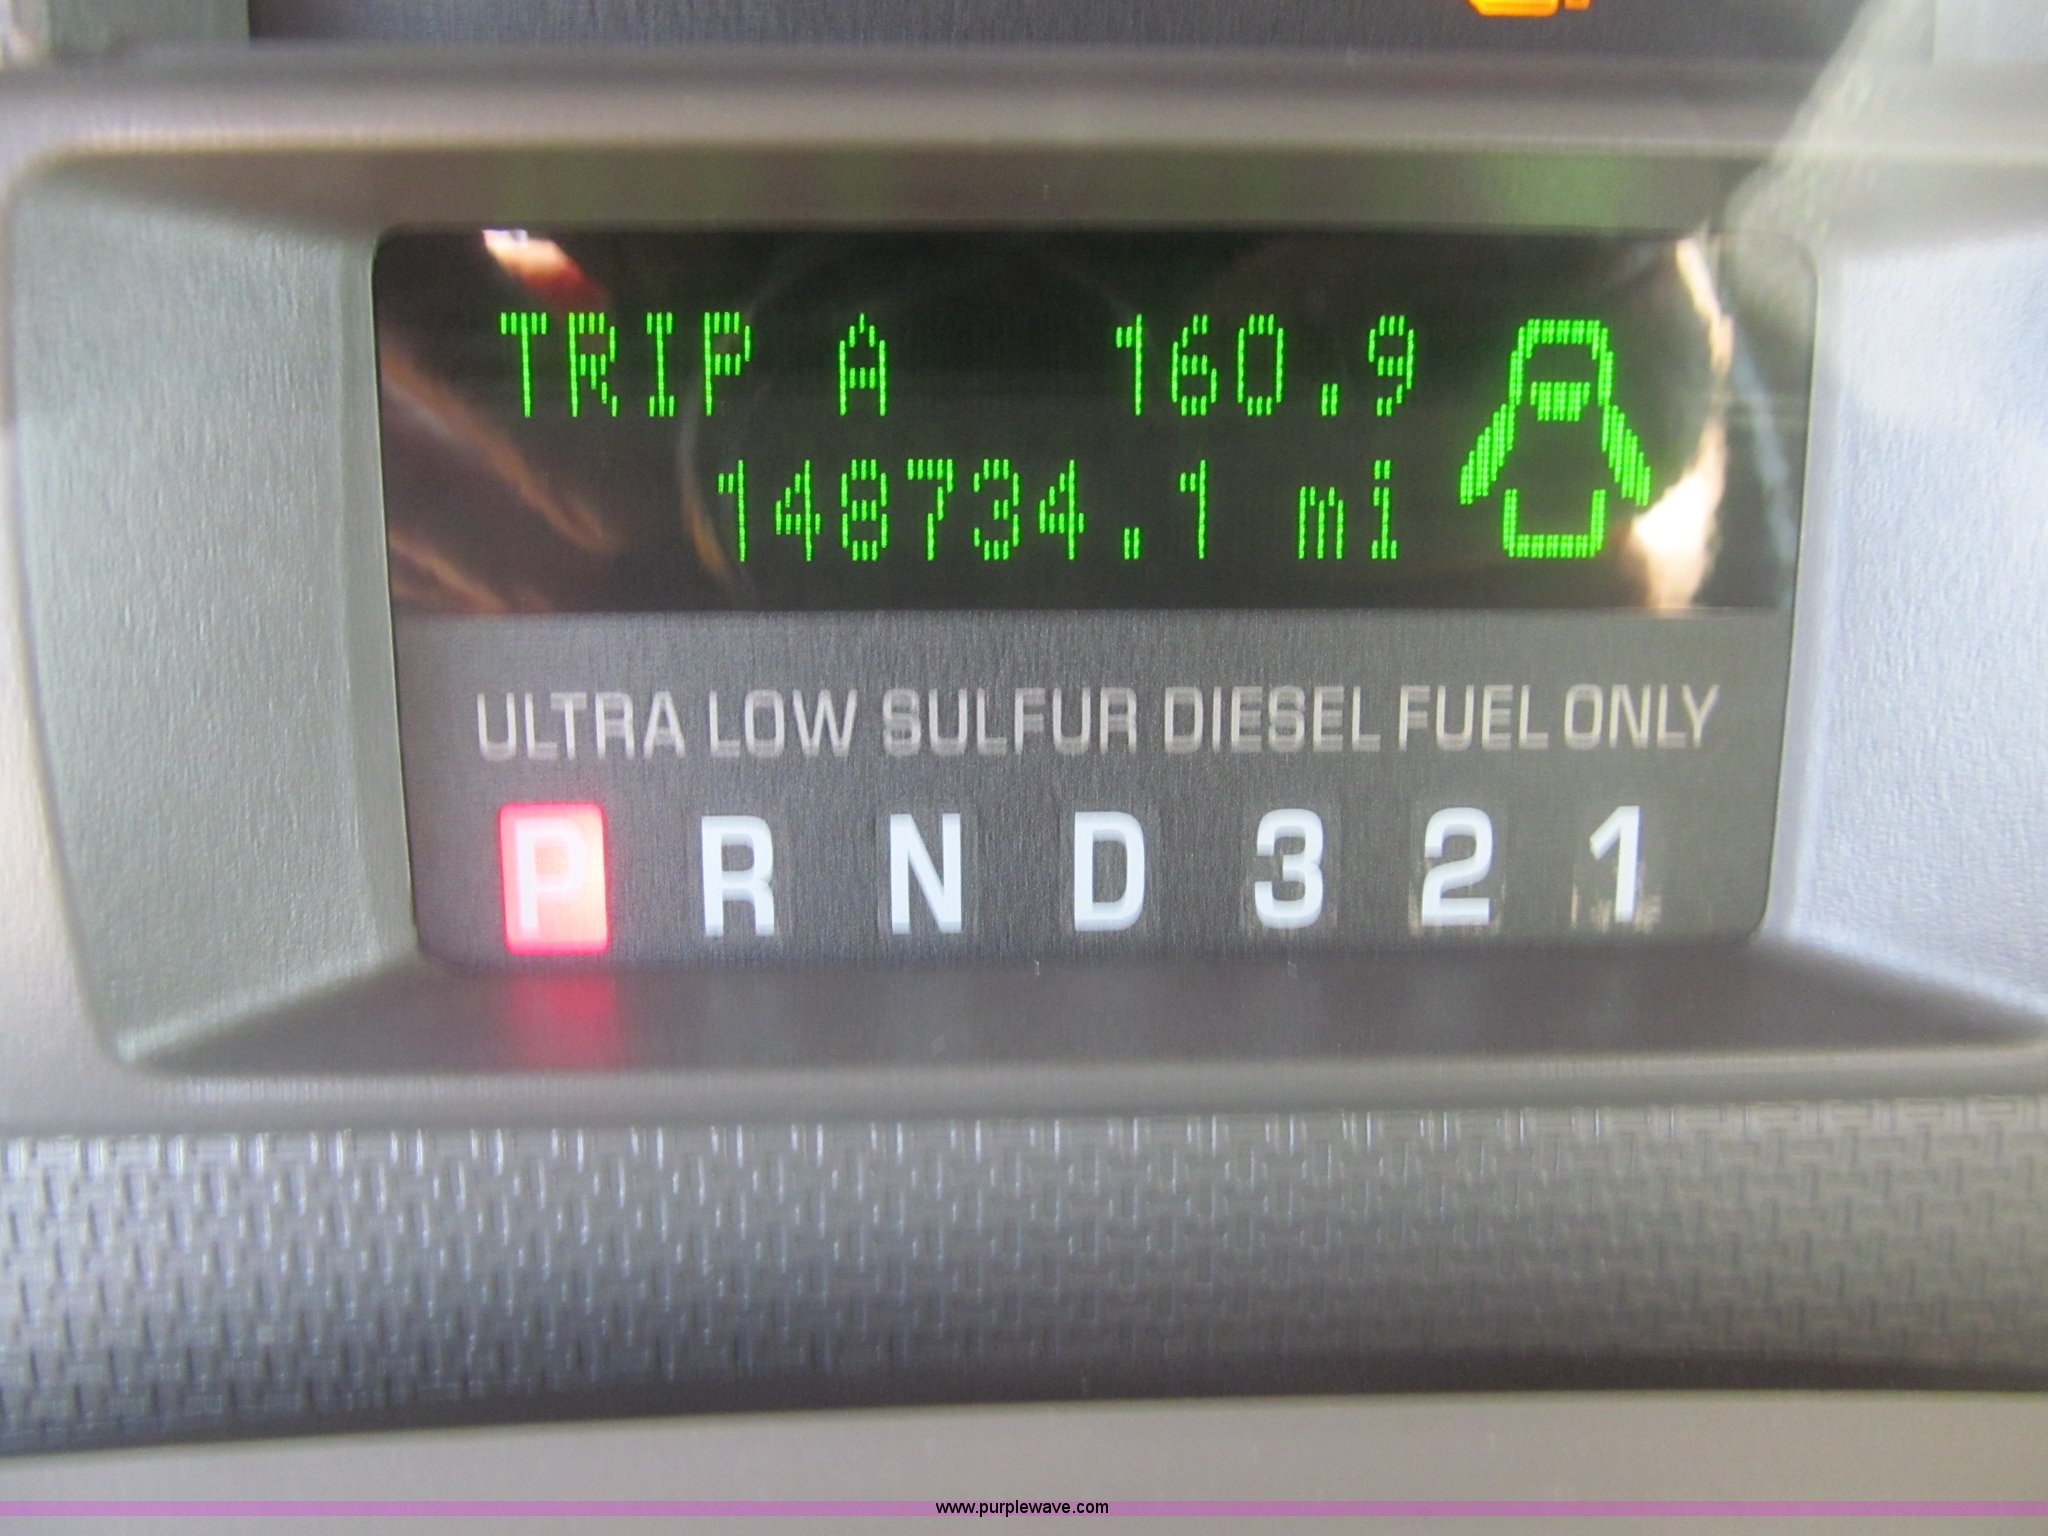 TRIP A 160.9
148734.1 mi
ULTRA LOW SULFUR DIESEL FUEL ONLY
P R N D 3 2 1
www.purplewave.com